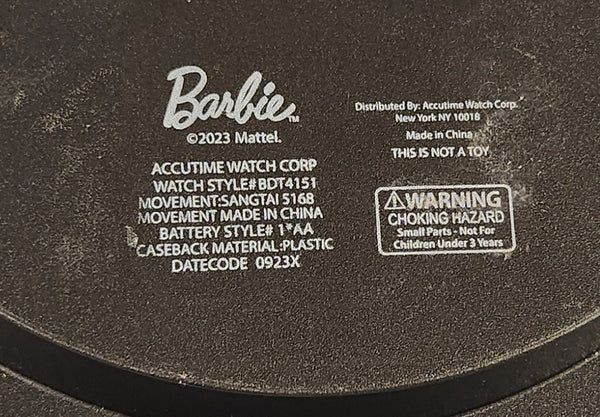 Barbie™
©2023 Mattel.
ACCUTIME WATCH CORP
WATCH STYLE# BDT4151
MOVEMENT:SANGTAI 5168
MOVEMENT MADE IN CHINA
BATTERY STYLE# 1*AA
CASEBACK MATERIAL:PLASTIC
DATECODE 0923X
Distributed By: Accutime Watch Corp.
New York NY 10018
Made in China
THIS IS NOT A TOY
⚠WARNING
CHOKING HAZARD
Small Parts - Not For
Children Under 3 Years